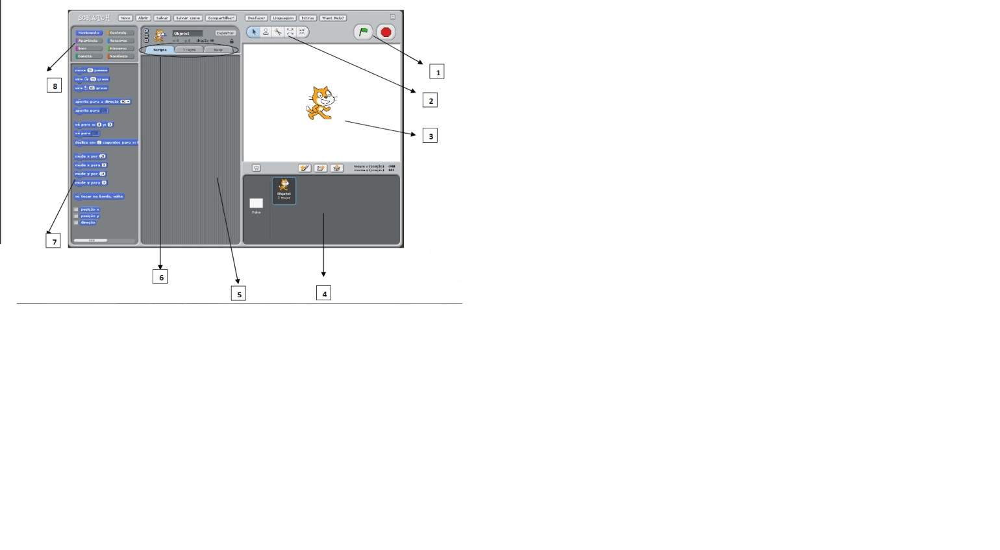 SCRATCH Novo Abrir Salvar Salvar como Compartilhar! Desfazer Linguagem Extras Want Help?
Movimento Controle
Aparência Sensores
Som Números
Caneta Variáveis
Objeto1 Exportar
x: 0 y: 0 direção: 90
Scripts Trajes Sons
mova 10 passos
vire 15 graus
vire 15 graus
aponte para a direção 90
aponte para
vá para x: 0 y: 0
vá para
deslize em 1 segundos para x:
mude x por 10
mude x para 0
mude y por 10
mude y para 0
se tocar na borda, volte
posição x
posição y
direção
mouse x (posição):
mouse y (posição):
Objeto1
2 trajes
Palco
1
2
3
4
5
6
7
8